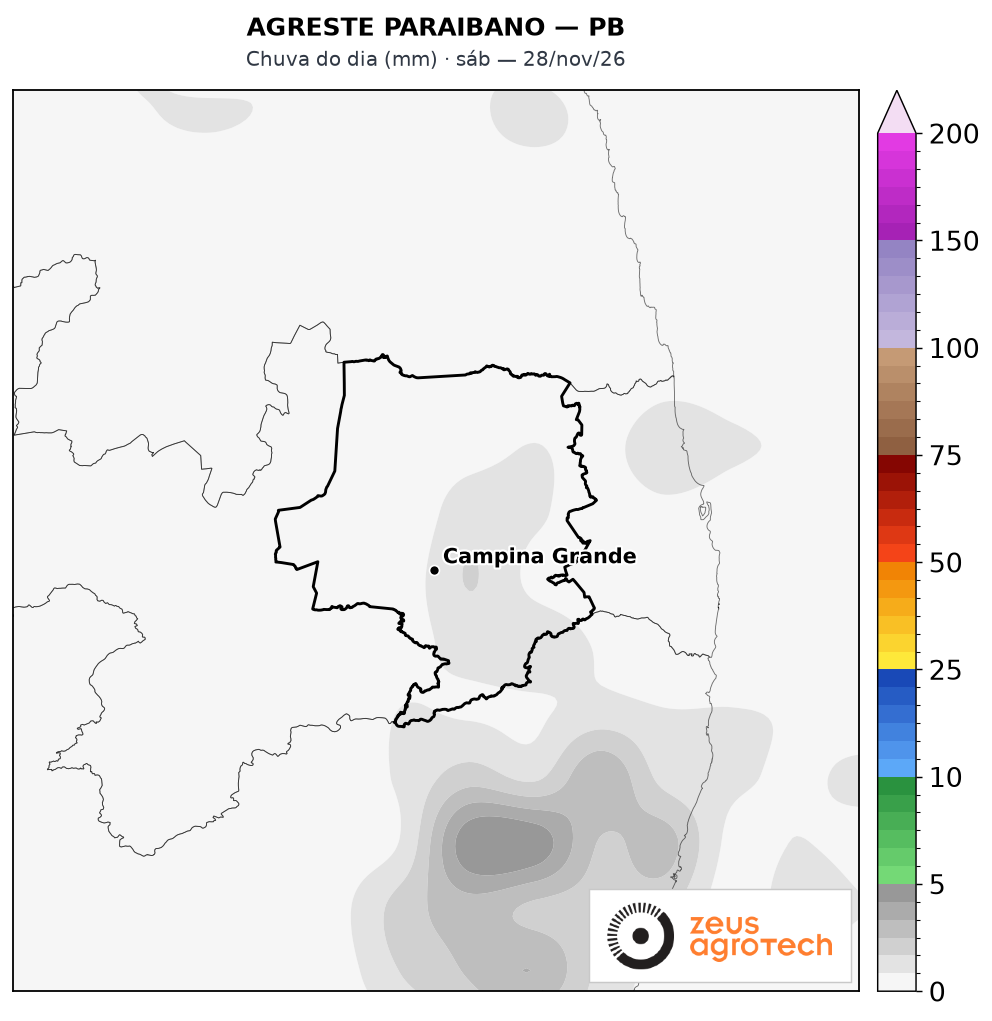 AGRESTE PARAIBANO — PB
Chuva do dia (mm) · sáb — 28/nov/26
200
150
100
75
50
25
10
5
0
Campina Grande
zeus
agrotech